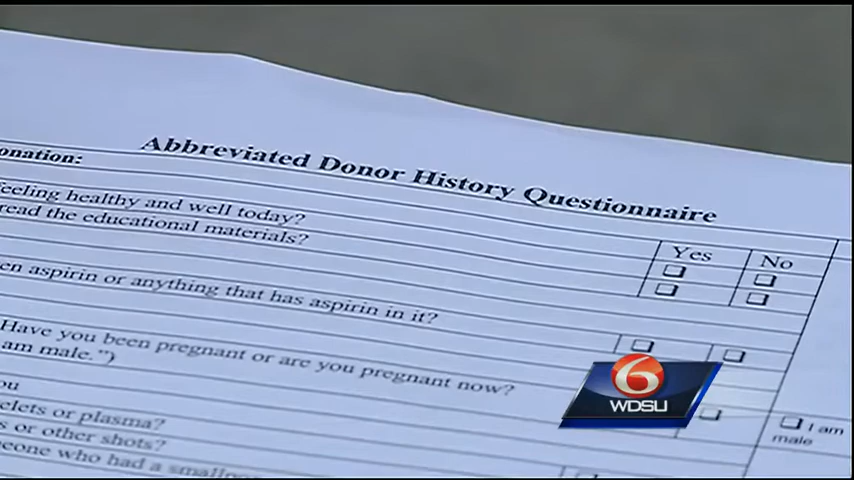 Abbreviated Donor History Questionnaire
onation:
feeling healthy and well today?
read the educational materials?
Yes No
en aspirin or anything that has aspirin in it?
Have you been pregnant or are you pregnant now?
am male.")
I am
male
ou
elets or plasma?
s or other shots?
eone who had a smallpox
6
WDSU